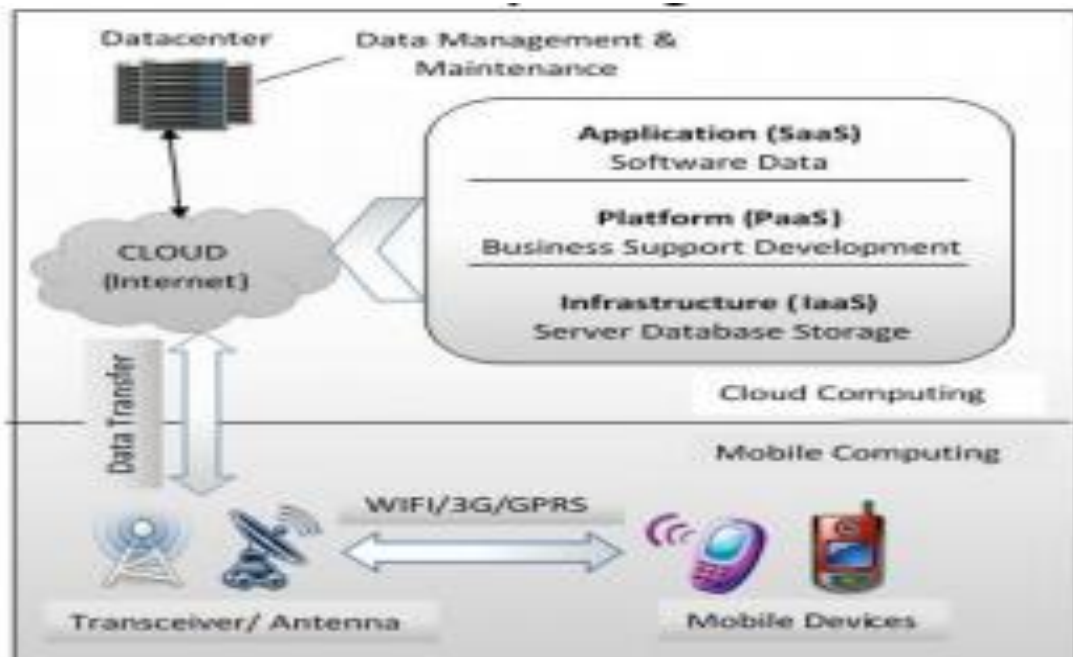 Datacenter
Data Management &
Maintenance
Application (SaaS)
Software Data
Platform (PaaS)
Business Support Development
Infrastructure (IaaS)
Server Database Storage
CLOUD
(Internet)
Cloud Computing
Data Transfer
Mobile Computing
WIFI/3G/GPRS
Transceiver/ Antenna
Mobile Devices